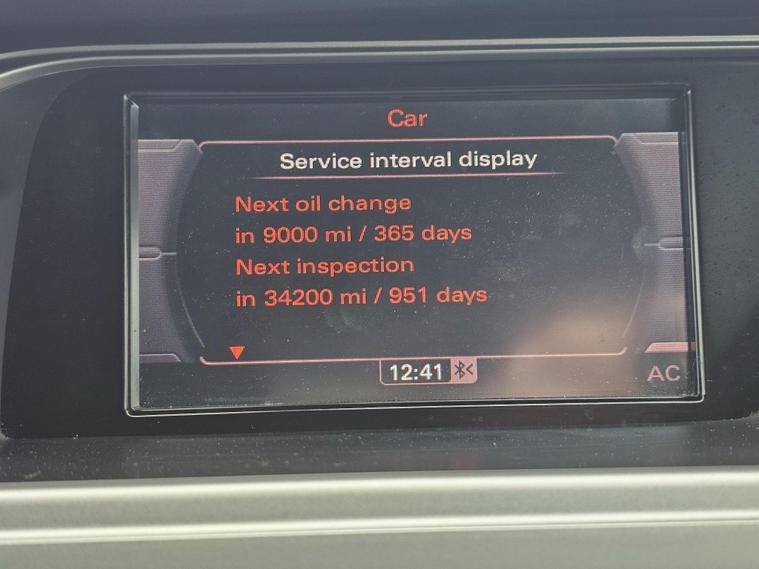 Car
Service interval display
Next oil change
in 9000 mi / 365 days
Next inspection
in 34200 mi / 951 days
12:41
AC